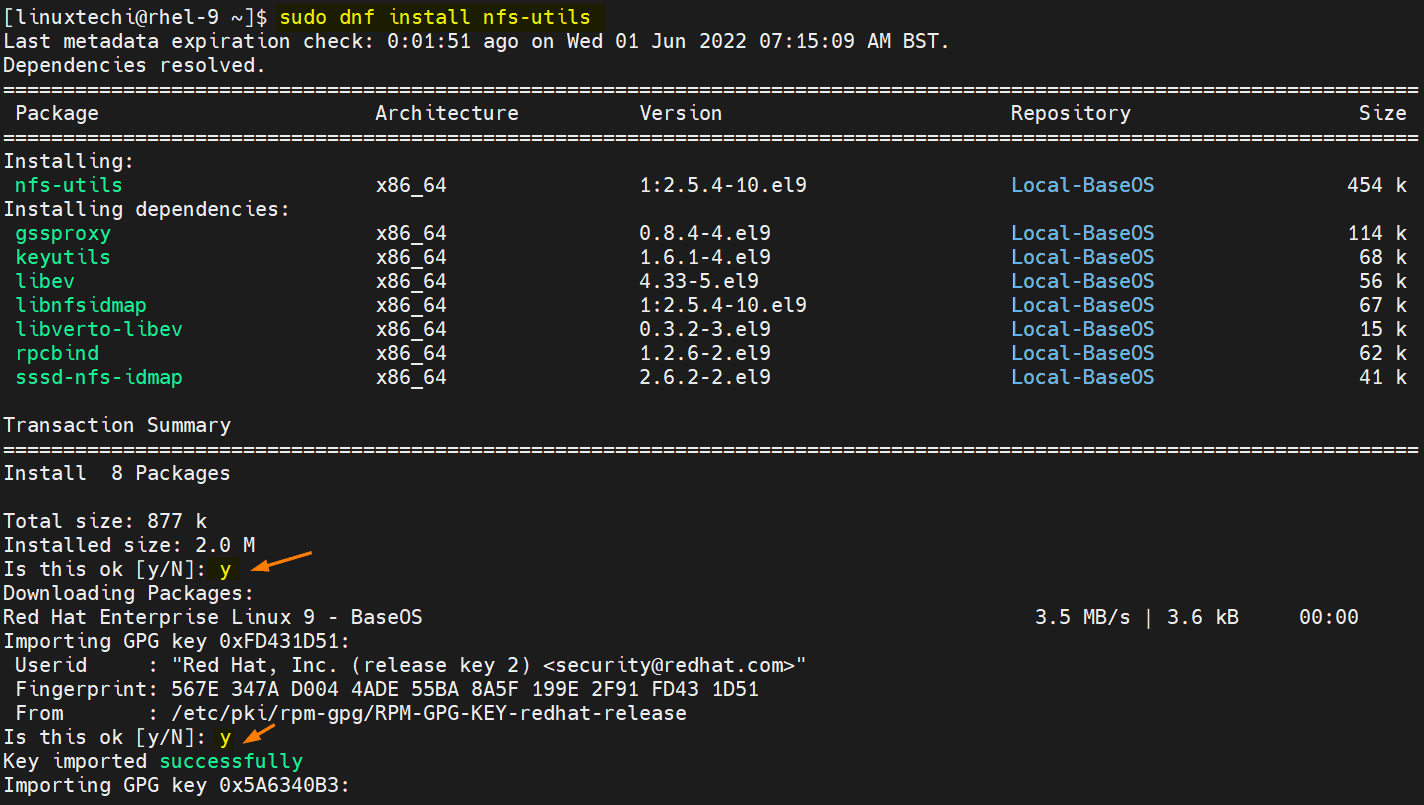 [linuxtechi@rhel-9 ~]$ sudo dnf install nfs-utils
Last metadata expiration check: 0:01:51 ago on Wed 01 Jun 2022 07:15:09 AM BST.
Dependencies resolved.
======================================================================================================================
 Package                       Architecture          Version                        Repository                   Size
======================================================================================================================
Installing:
 nfs-utils                     x86_64                1:2.5.4-10.el9                 Local-BaseOS                454 k
Installing dependencies:
 gssproxy                      x86_64                0.8.4-4.el9                    Local-BaseOS                114 k
 keyutils                      x86_64                1.6.1-4.el9                    Local-BaseOS                 68 k
 libev                         x86_64                4.33-5.el9                     Local-BaseOS                 56 k
 libnfsidmap                   x86_64                1:2.5.4-10.el9                 Local-BaseOS                 67 k
 libverto-libev                x86_64                0.3.2-3.el9                    Local-BaseOS                 15 k
 rpcbind                       x86_64                1.2.6-2.el9                    Local-BaseOS                 62 k
 sssd-nfs-idmap                x86_64                2.6.2-2.el9                    Local-BaseOS                 41 k
Transaction Summary
======================================================================================================================
Install  8 Packages
Total size: 877 k
Installed size: 2.0 M
Is this ok [y/N]: y
Downloading Packages:
Red Hat Enterprise Linux 9 - BaseOS                                                   3.5 MB/s | 3.6 kB     00:00
Importing GPG key 0xFD431D51:
 Userid     : "Red Hat, Inc. (release key 2) <security@redhat.com>"
 Fingerprint: 567E 347A D004 4ADE 55BA 8A5F 199E 2F91 FD43 1D51
 From       : /etc/pki/rpm-gpg/RPM-GPG-KEY-redhat-release
Is this ok [y/N]: y
Key imported successfully
Importing GPG key 0x5A6340B3: